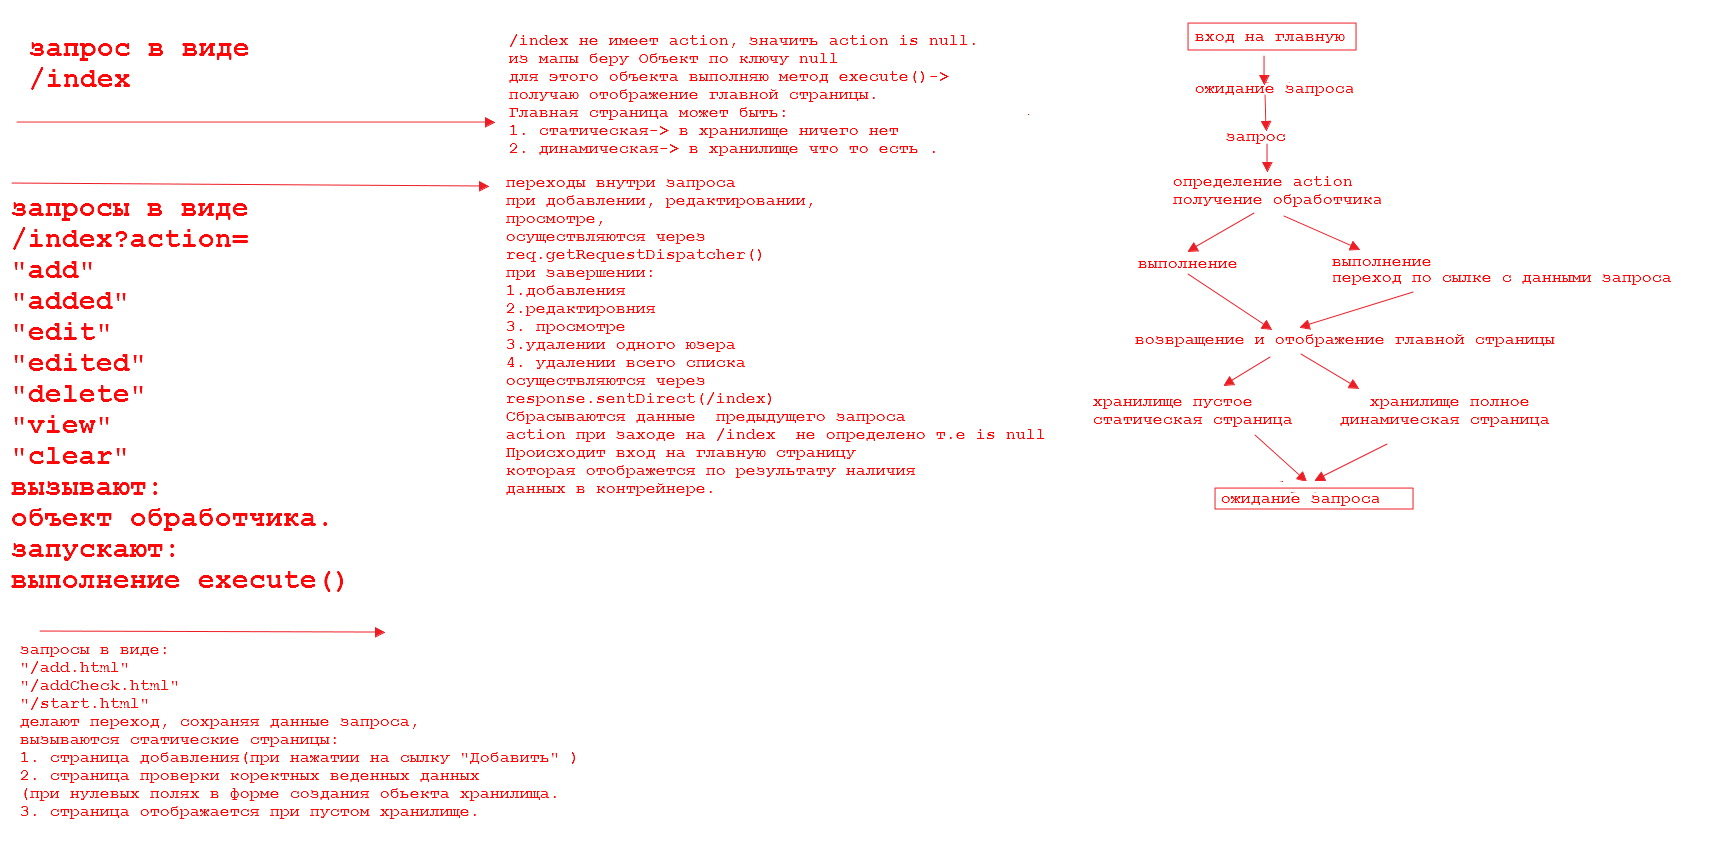 запрос в виде
/index
/index не имеет action, значить action is null.
из мапы беру Объект по ключу null
для этого объекта выполняю метод execute()->
получаю отображение главной страницы.
Главная страница может быть:
1. статическая-> в хранилище ничего нет
2. динамическая-> в хранилище что то есть .
запросы в виде
/index?action=
"add"
"added"
"edit"
"edited"
"delete"
"view"
"clear"
вызывают:
объект обработчика.
запускают:
выполнение execute()
переходы внутри запроса
при добавлении, редактировании,
просмотре,
осуществляются через
req.getRequestDispatcher()
при завершении:
1.добавления
2.редактировния
3. просмотре
3.удалении одного юзера
4. удалении всего списка
осуществляются через
response.sentDirect(/index)
Сбрасываются данные  предыдущего запроса
action при заходе на /index  не определено т.е is null
Происходит вход на главную страницу
которая отображется по результату наличия
данных в контрейнере.
запросы в виде:
"/add.html"
"/addCheck.html"
"/start.html"
делают переход, сохраняя данные запроса,
вызываются статические страницы:
1. страница добавления(при нажатии на сылку "Добавить" )
2. страница проверки коректных веденных данных
(при нулевых полях в форме создания обьекта хранилища.
3. страница отображается при пустом хранилище.
вход на главную
ожидание запроса
запрос
определение action
получение обработчика
выполнение
выполнение
переход по сылке с данными запроса
возвращение и отображение главной страницы
хранилище пустое
статическая страница
хранилище полное
динамическая страница
ожидание запроса